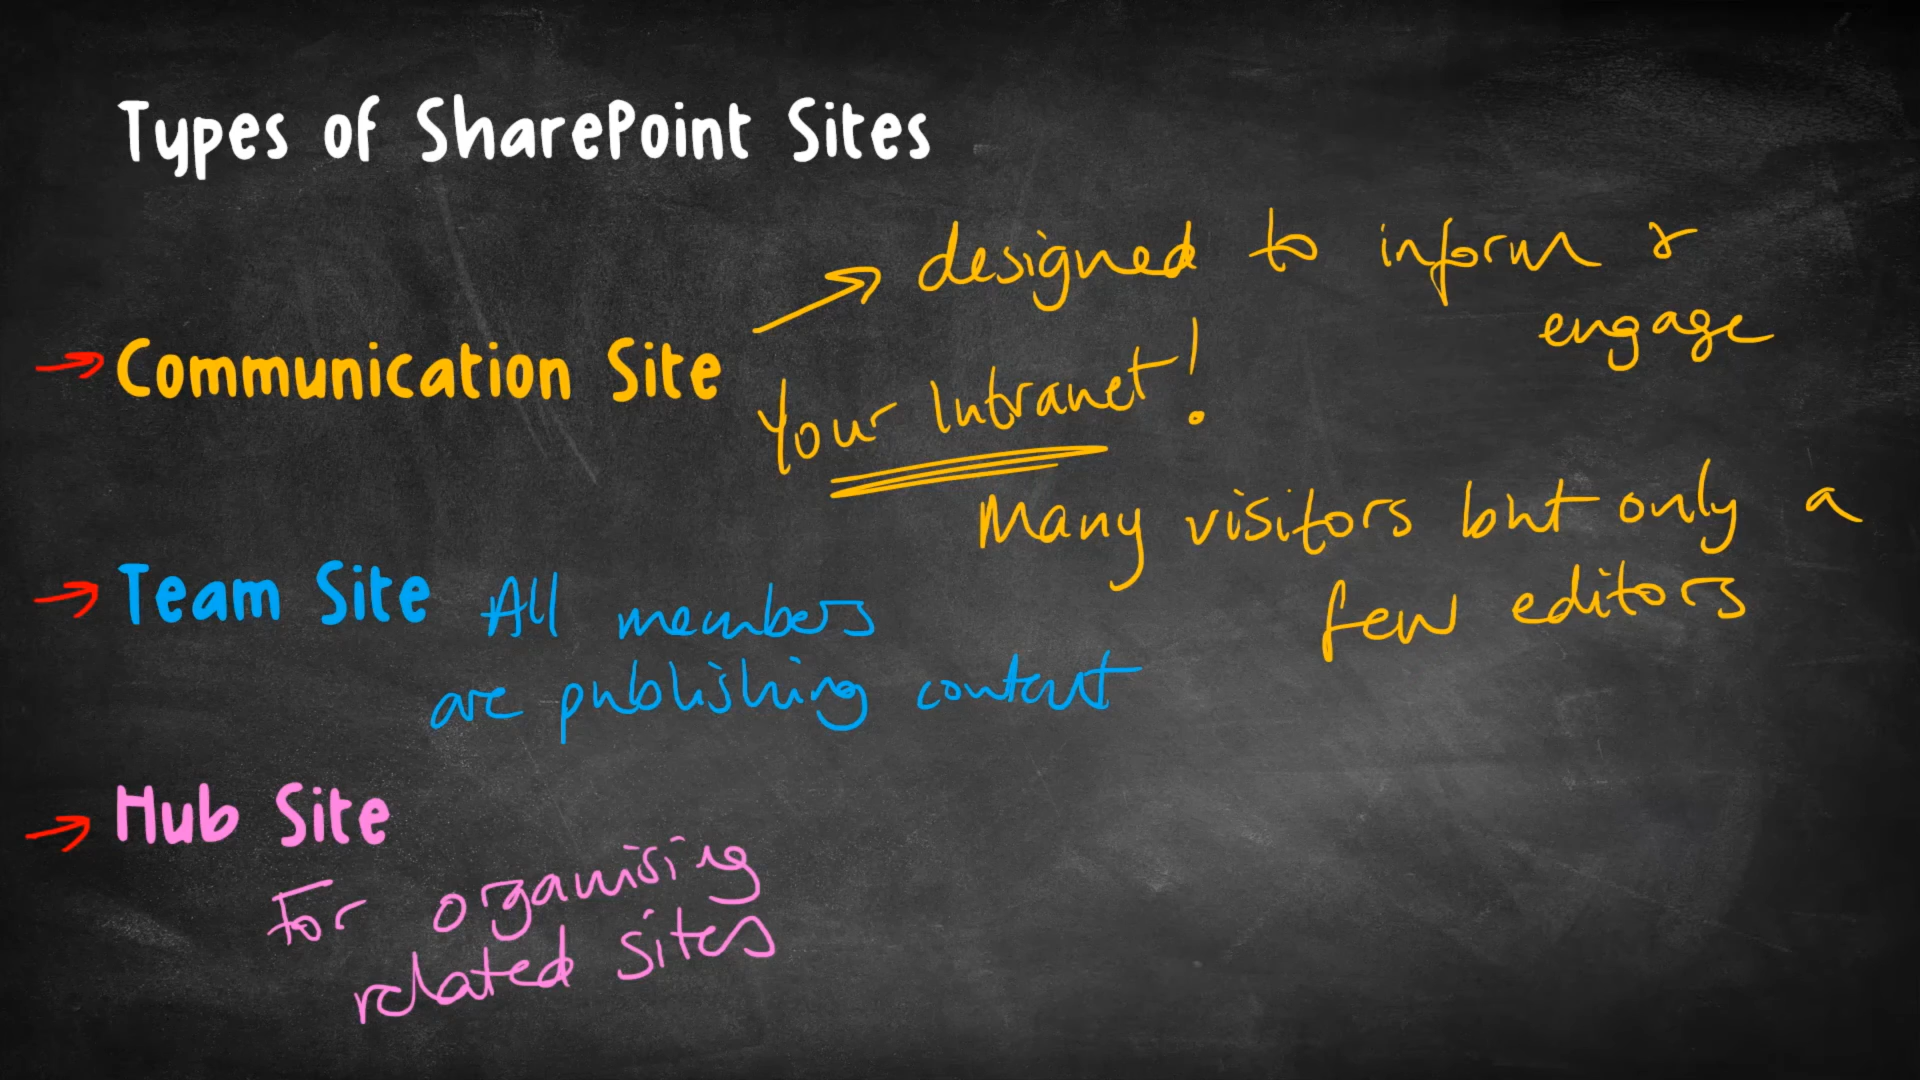 Types of SharePoint Sites
designed to inform &
engage
Communication Site
Your Intranet!
Many visitors but only a
few editors
Team Site All members
are publishing content
Hub Site
For organising
related sites